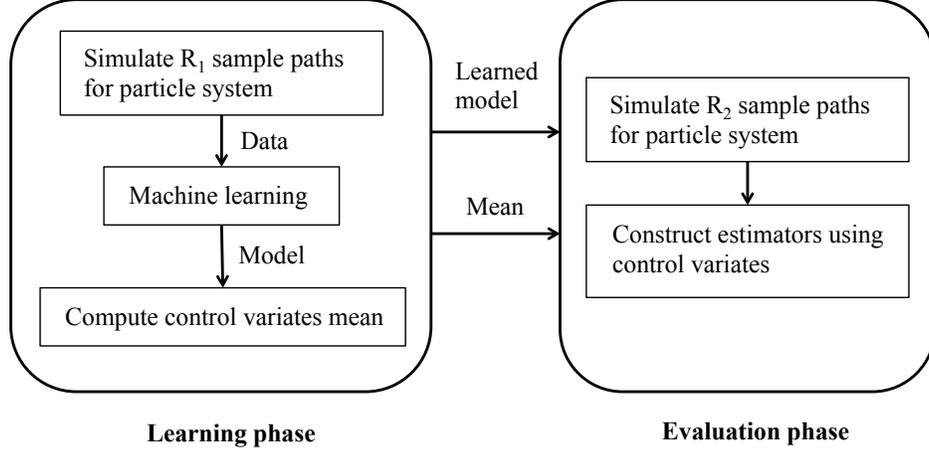 Simulate R₁ sample paths
for particle system
Data
Machine learning
Model
Compute control variates mean
Learning phase
Learned
model
Mean
Simulate R₂ sample paths
for particle system
Construct estimators using
control variates
Evaluation phase